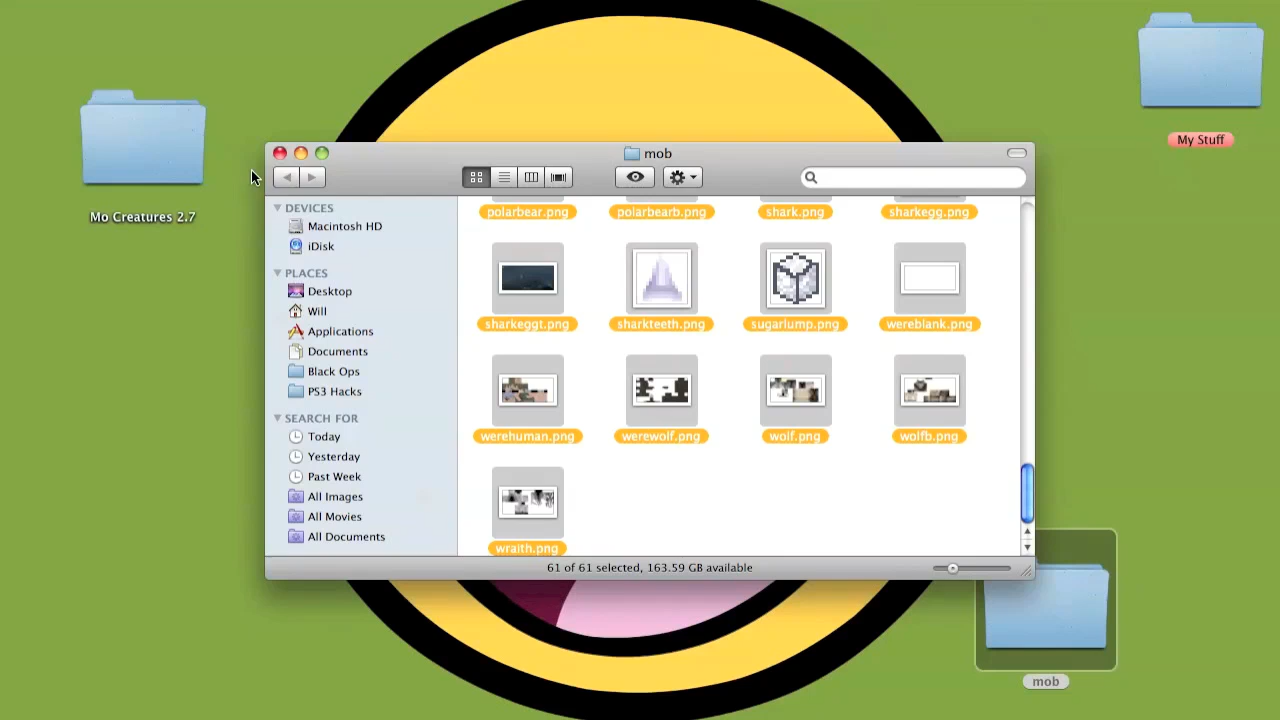 My Stuff
Mo Creatures 2.7
mob
DEVICES
Macintosh HD
iDisk
PLACES
Desktop
Will
Applications
Documents
Black Ops
PS3 Hacks
SEARCH FOR
Today
Yesterday
Past Week
All Images
All Movies
All Documents
polarbear.png polarbearb.png shark.png sharkegg.png
sharkeggt.png sharkteeth.png sugarlump.png wereblank.png
werehuman.png werewolf.png wolf.png wolfb.png
wraith.png
61 of 61 selected, 163.59 GB available
mob